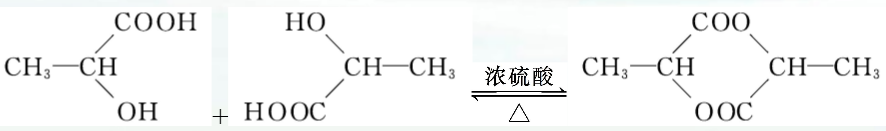 COOH HO COO
CH₃—CH CH—CH₃ 浓硫酸 CH₃—CH CH—CH₃
OH + HOOC △ OOC